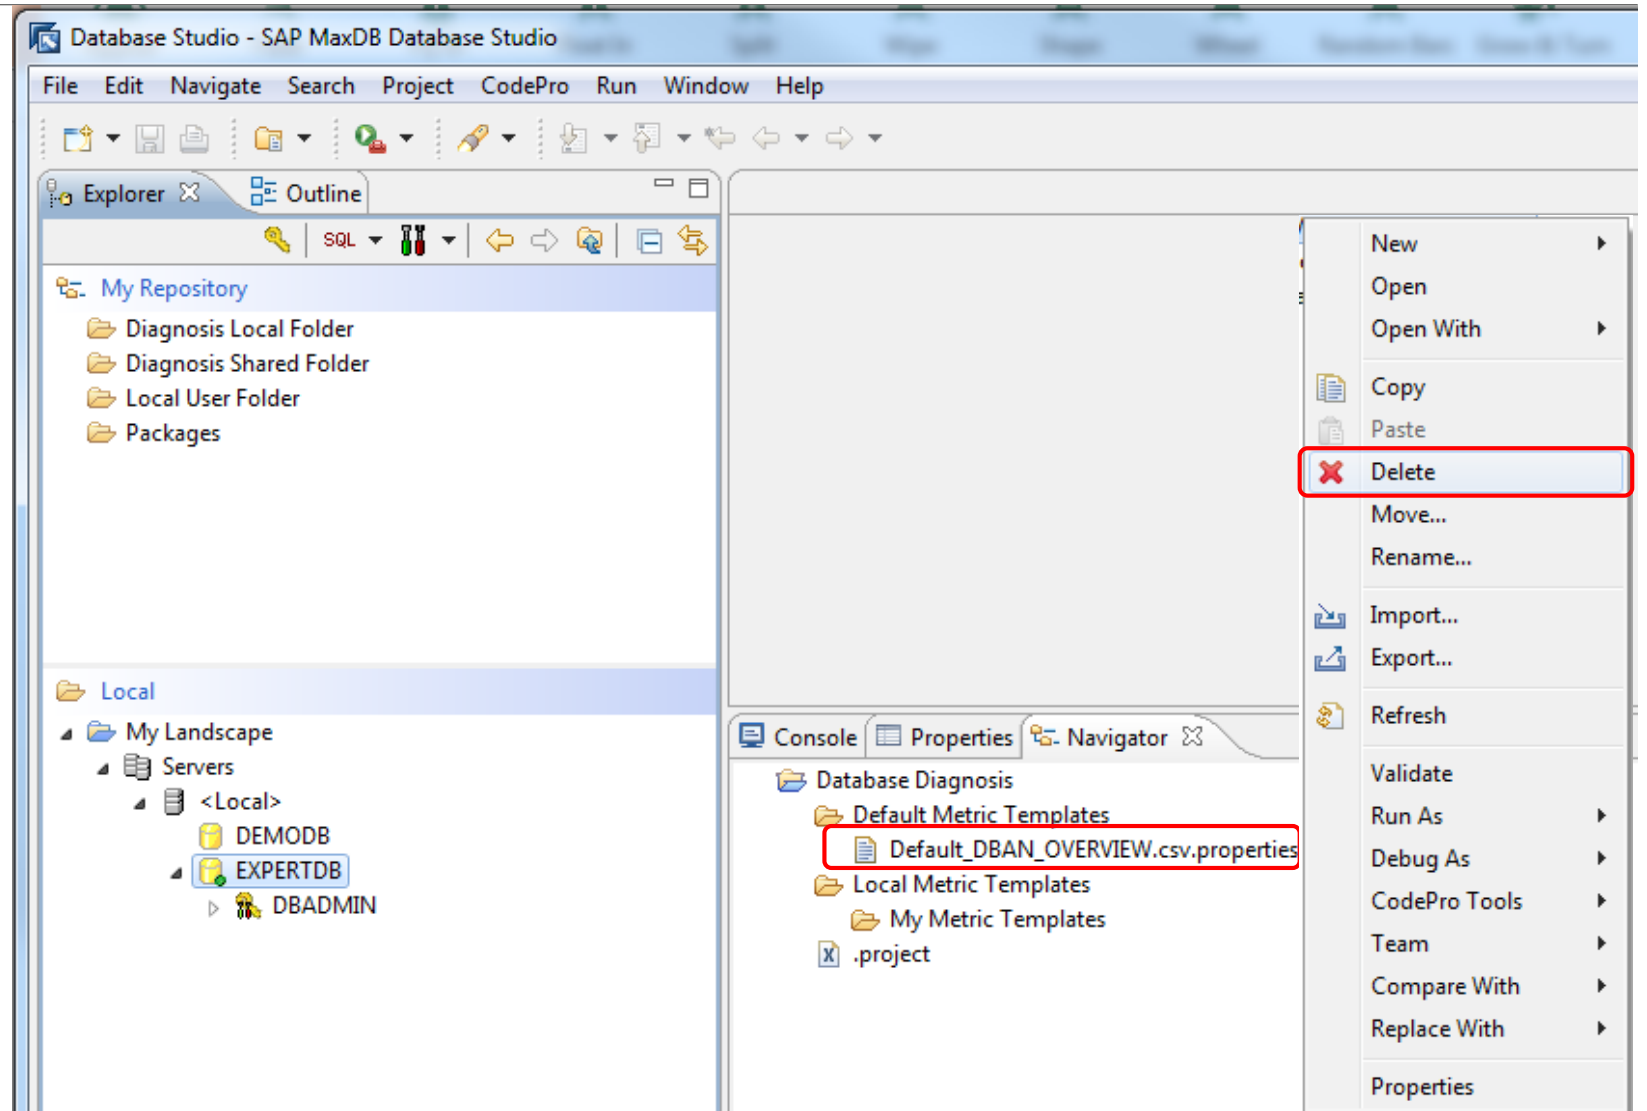 Database Studio - SAP MaxDB Database Studio
File Edit Navigate Search Project CodePro Run Window Help
Explorer Outline
SQL
My Repository
Diagnosis Local Folder
Diagnosis Shared Folder
Local User Folder
Packages
Local
My Landscape
Servers
<Local>
DEMODB
EXPERTDB
DBADMIN
Console Properties Navigator
Database Diagnosis
Default Metric Templates
Default_DBAN_OVERVIEW.csv.properties
Local Metric Templates
My Metric Templates
.project
New
Open
Open With
Copy
Paste
Delete
Move...
Rename...
Import...
Export...
Refresh
Validate
Run As
Debug As
CodePro Tools
Team
Compare With
Replace With
Properties